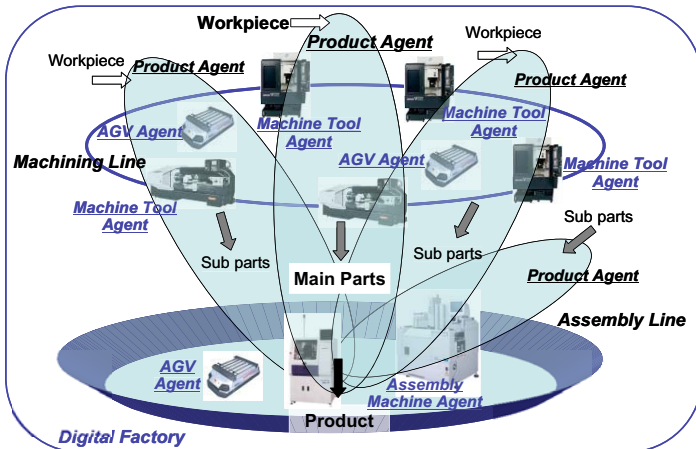 Workpiece
Product Agent
Workpiece
Product Agent
Workpiece
Product Agent
AGV Agent
Machine Tool
Agent
Machine Tool
Agent
AGV Agent
Machining Line
Machine Tool
Agent
Machine Tool
Agent
Sub parts
Sub parts
Sub parts
Main Parts
Product Agent
Assembly Line
AGV
Agent
Assembly
Machine Agent
Product
Digital Factory